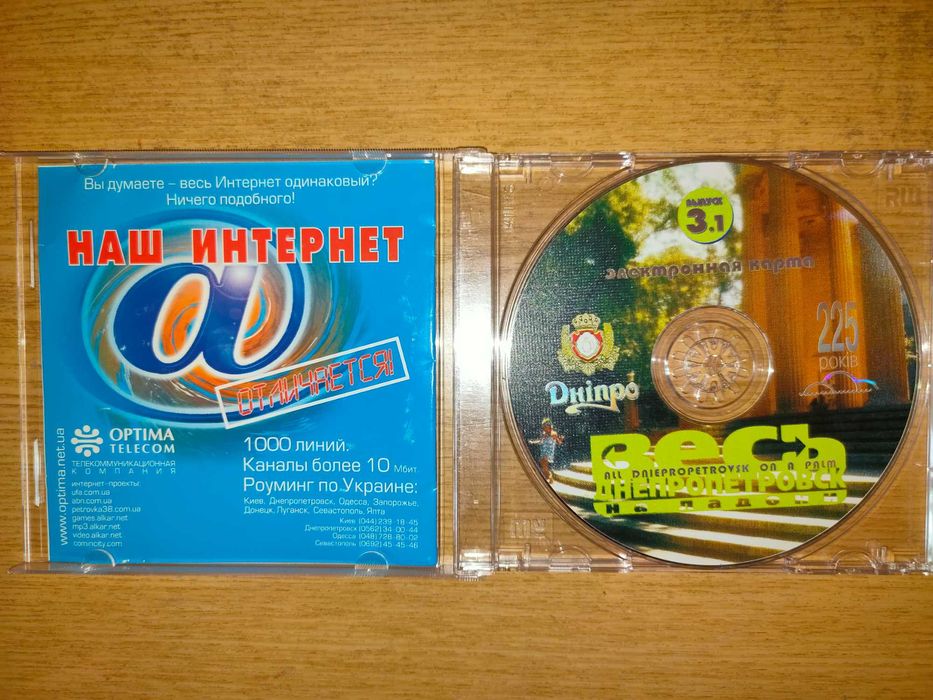 Вы думаете – весь Интернет одинаковый?
Ничего подобного!
НАШ ИНТЕРНЕТ
@
ОТЛИЧАЕТСЯ!
www.optima.net.ua
OPTIMA
TELECOM
ТЕЛЕКОММУНИКАЦИОННАЯ
КОМПАНИЯ
интернет-проекты:
ufa.com.ua
abn.com.ua
petrovka38.com.ua
games.alkar.net
mp3.alkar.net
video.alkar.net
comincity.com
1000 линий.
Каналы более 10 Мбит.
Роуминг по Украине:
Киев, Днепропетровск, Одесса, Запорожье,
Донецк, Луганск, Севастополь, Ялта
Киев (044) 239-18-45
Днепропетровск (0562) 34-00-44
Одесса (048) 728-80-02
Севастополь (0692) 45-45-46
ВЫПУСК
3.1
электронная карта
225
РОКІВ
Дніпро
ВЕСЬ
ALL DNIEPROPETROVSK ON A PALM
ДНЕПРОПЕТРОВСК
на ладони